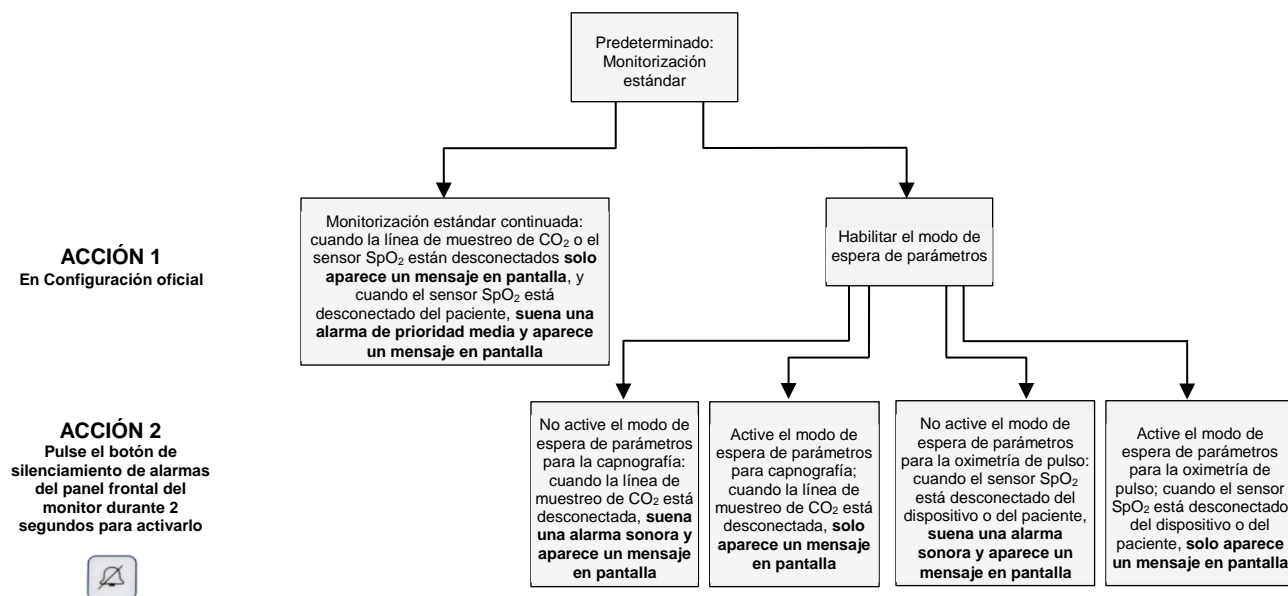 Predeterminado:
Monitorización
estándar
ACCIÓN 1
En Configuración oficial
Monitorización estándar continuada:
cuando la línea de muestreo de CO₂ o el
sensor SpO₂ están desconectados solo
aparece un mensaje en pantalla, y
cuando el sensor SpO₂ está
desconectado del paciente, suena una
alarma de prioridad media y aparece
un mensaje en pantalla
Habilitar el modo de
espera de parámetros
ACCIÓN 2
Pulse el botón de
silenciamiento de alarmas
del panel frontal del
monitor durante 2
segundos para activarlo
No active el modo de
espera de parámetros
para la capnografía:
cuando la línea de
muestreo de CO₂ está
desconectada, suena
una alarma sonora y
aparece un mensaje
en pantalla
Active el modo de
espera de parámetros
para capnografía;
cuando la línea de
muestreo de CO₂ está
desconectada, solo
aparece un mensaje
en pantalla
No active el modo de
espera de parámetros
para la oximetría de pulso:
cuando el sensor SpO₂
está desconectado del
dispositivo o del paciente,
suena una alarma
sonora y aparece un
mensaje en pantalla
Active el modo de
espera de parámetros
para la oximetría de
pulso; cuando el sensor
SpO₂ está desconectado
del dispositivo o del
paciente, solo aparece
un mensaje en pantalla